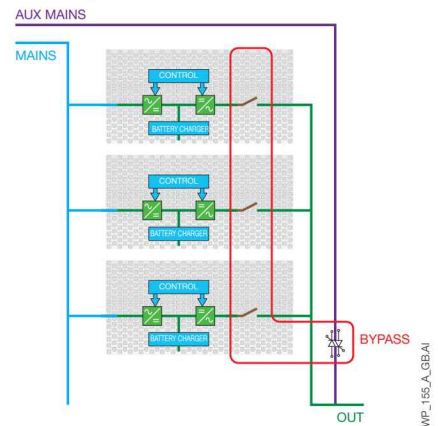 AUX MAINS
MAINS
CONTROL
BATTERY CHARGER
CONTROL
BATTERY CHARGER
CONTROL
BATTERY CHARGER
BYPASS
OUT
WP_155_A_GB.AI